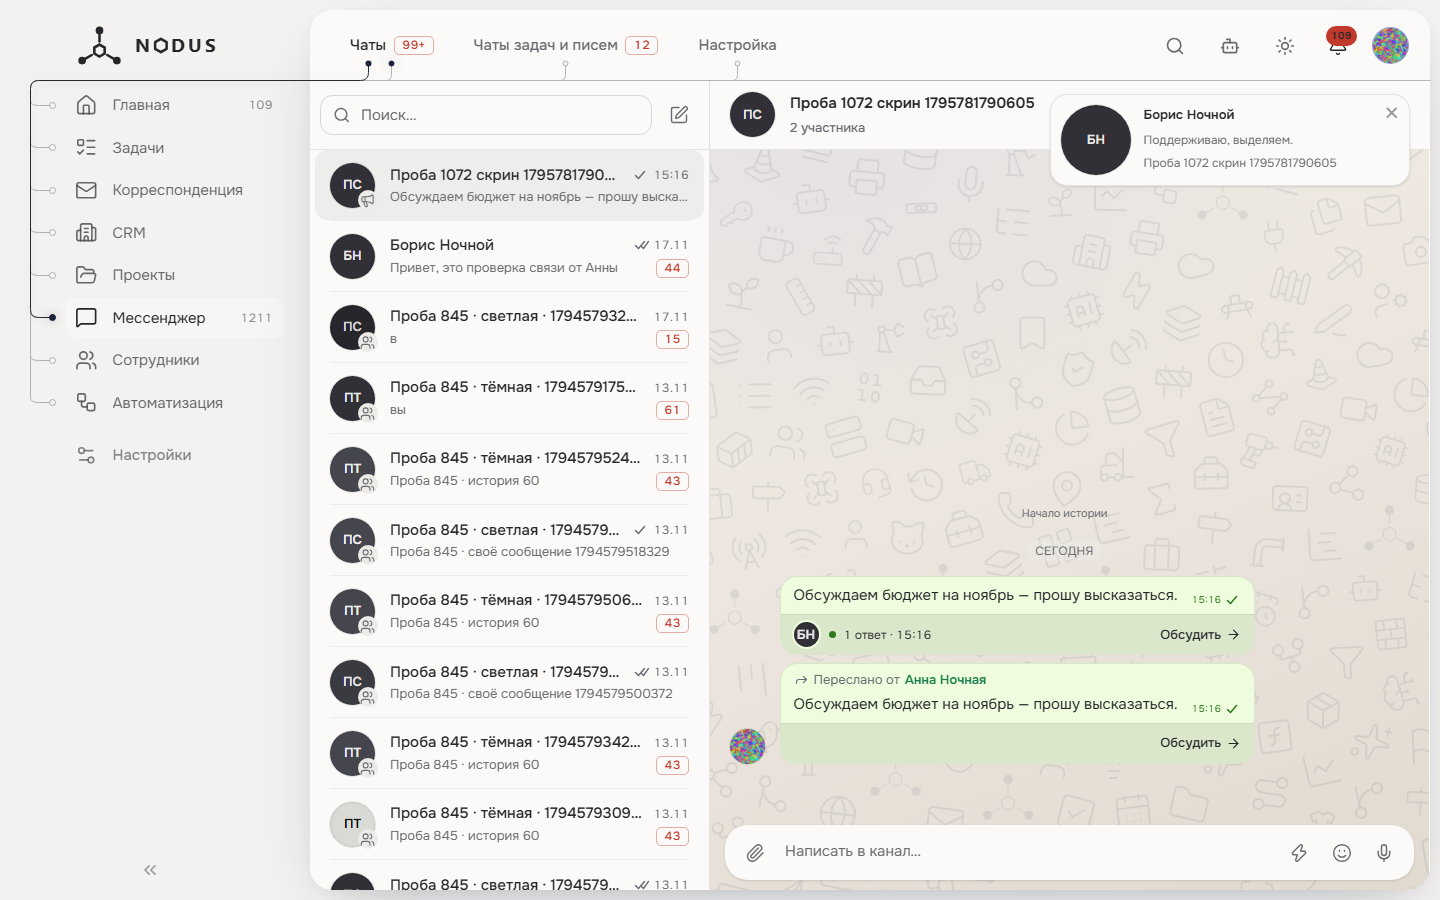 NODUS
Главная 109
Задачи
Корреспонденция
CRM
Проекты
Мессенджер 1211
Сотрудники
Автоматизация
Настройки
Чаты 99+
Чаты задач и писем 12
Настройка
109
Поиск...
Проба 1072 скрин 1795781790... 15:16
Обсуждаем бюджет на ноябрь — прошу выска...
ПС
Борис Ночной 17.11
Привет, это проверка связи от Анны 44
БН
Проба 845 · светлая · 179457932... 17.11
в 15
ПС
Проба 845 · тёмная · 1794579175... 13.11
вы 61
ПТ
Проба 845 · тёмная · 1794579524... 13.11
Проба 845 · история 60 43
ПТ
Проба 845 · светлая · 1794579... 13.11
Проба 845 · своё сообщение 1794579518329
ПС
Проба 845 · тёмная · 1794579506... 13.11
Проба 845 · история 60 43
ПТ
Проба 845 · светлая · 1794579... 13.11
Проба 845 · своё сообщение 1794579500372
ПС
Проба 845 · тёмная · 1794579342... 13.11
Проба 845 · история 60 43
ПТ
Проба 845 · тёмная · 1794579309... 13.11
Проба 845 · история 60 43
ПТ
Проба 845 · светлая · 1794579... 13.11
ПС
Проба 1072 скрин 1795781790605
2 участника
БН
Борис Ночной
Поддерживаю, выделяем.
Проба 1072 скрин 1795781790605
Начало истории
СЕГОДНЯ
Обсуждаем бюджет на ноябрь — прошу высказаться. 15:16
БН 1 ответ · 15:16 Обсудить
Переслано от Анна Ночная
Обсуждаем бюджет на ноябрь — прошу высказаться. 15:16
Обсудить
Написать в канал...